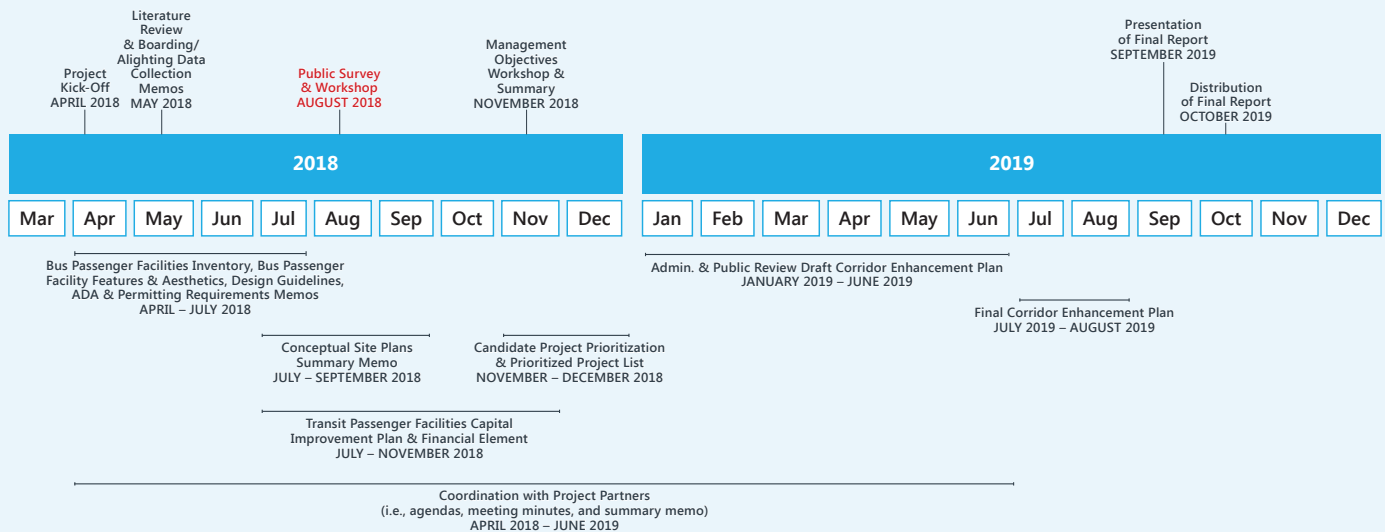 Literature
Review
& Boarding/
Alighting Data
Collection
Memos
MAY 2018
Project
Kick-Off
APRIL 2018
Public Survey
& Workshop
AUGUST 2018
Management
Objectives
Workshop &
Summary
NOVEMBER 2018
Presentation
of Final Report
SEPTEMBER 2019
Distribution
of Final Report
OCTOBER 2019
2018
2019
Mar Apr May Jun Jul Aug Sep Oct Nov Dec
Jan Feb Mar Apr May Jun Jul Aug Sep Oct Nov Dec
Bus Passenger Facilities Inventory, Bus Passenger
Facility Features & Aesthetics, Design Guidelines,
ADA & Permitting Requirements Memos
APRIL – JULY 2018
Admin. & Public Review Draft Corridor Enhancement Plan
JANUARY 2019 – JUNE 2019
Final Corridor Enhancement Plan
JULY 2019 – AUGUST 2019
Conceptual Site Plans
Summary Memo
JULY – SEPTEMBER 2018
Candidate Project Prioritization
& Prioritized Project List
NOVEMBER – DECEMBER 2018
Transit Passenger Facilities Capital
Improvement Plan & Financial Element
JULY – NOVEMBER 2018
Coordination with Project Partners
(i.e., agendas, meeting minutes, and summary memo)
APRIL 2018 – JUNE 2019